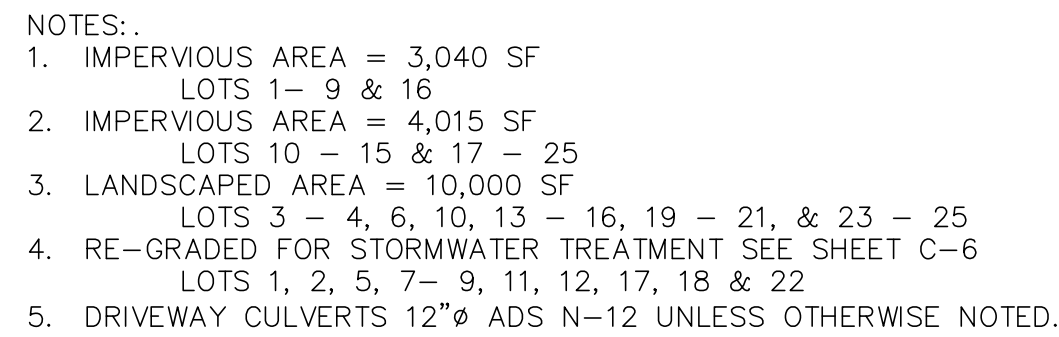 NOTES: .
1. IMPERVIOUS AREA = 3,040 SF
LOTS 1– 9 & 16
2. IMPERVIOUS AREA = 4,015 SF
LOTS 10 – 15 & 17 – 25
3. LANDSCAPED AREA = 10,000 SF
LOTS 3 – 4, 6, 10, 13 – 16, 19 – 21, & 23 – 25
4. RE–GRADED FOR STORMWATER TREATMENT SEE SHEET C–6
LOTS 1, 2, 5, 7– 9, 11, 12, 17, 18 & 22
5. DRIVEWAY CULVERTS 12”ø ADS N–12 UNLESS OTHERWISE NOTED.